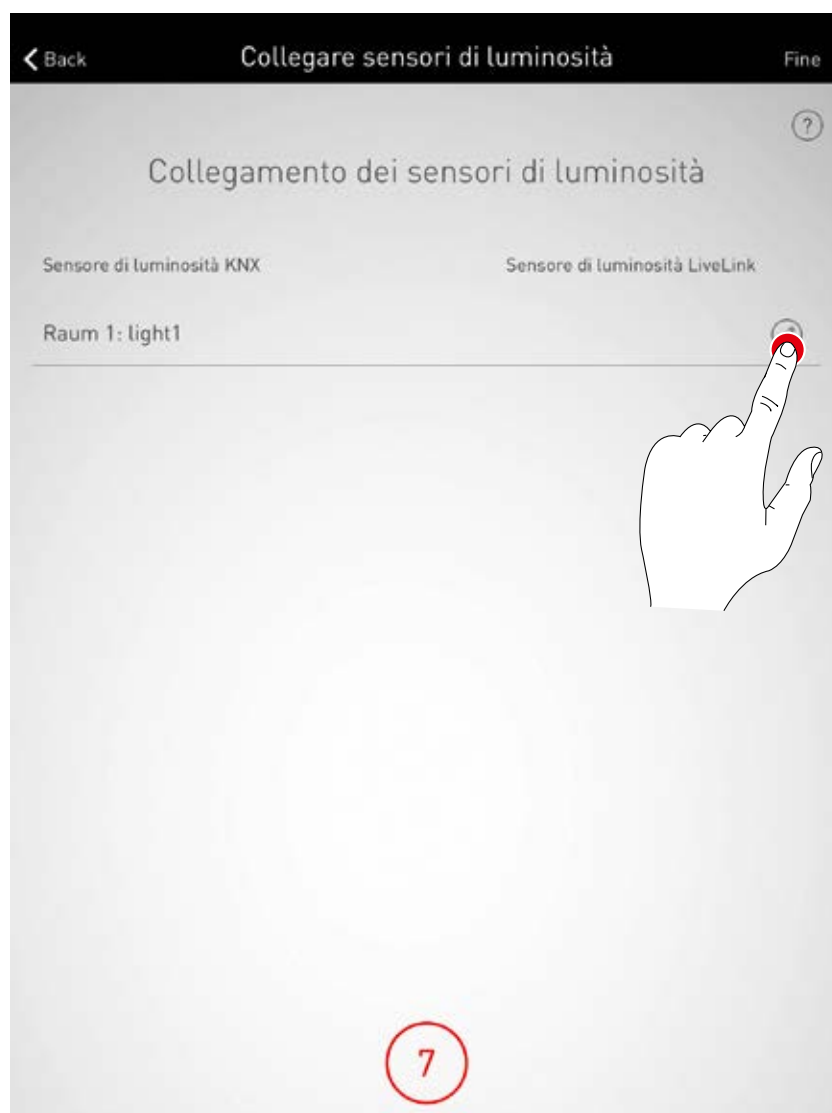 Back Collegare sensori di luminosità Fine
?
Collegamento dei sensori di luminosità
Sensore di luminosità KNX Sensore di luminosità LiveLink
Raum 1: light1
7